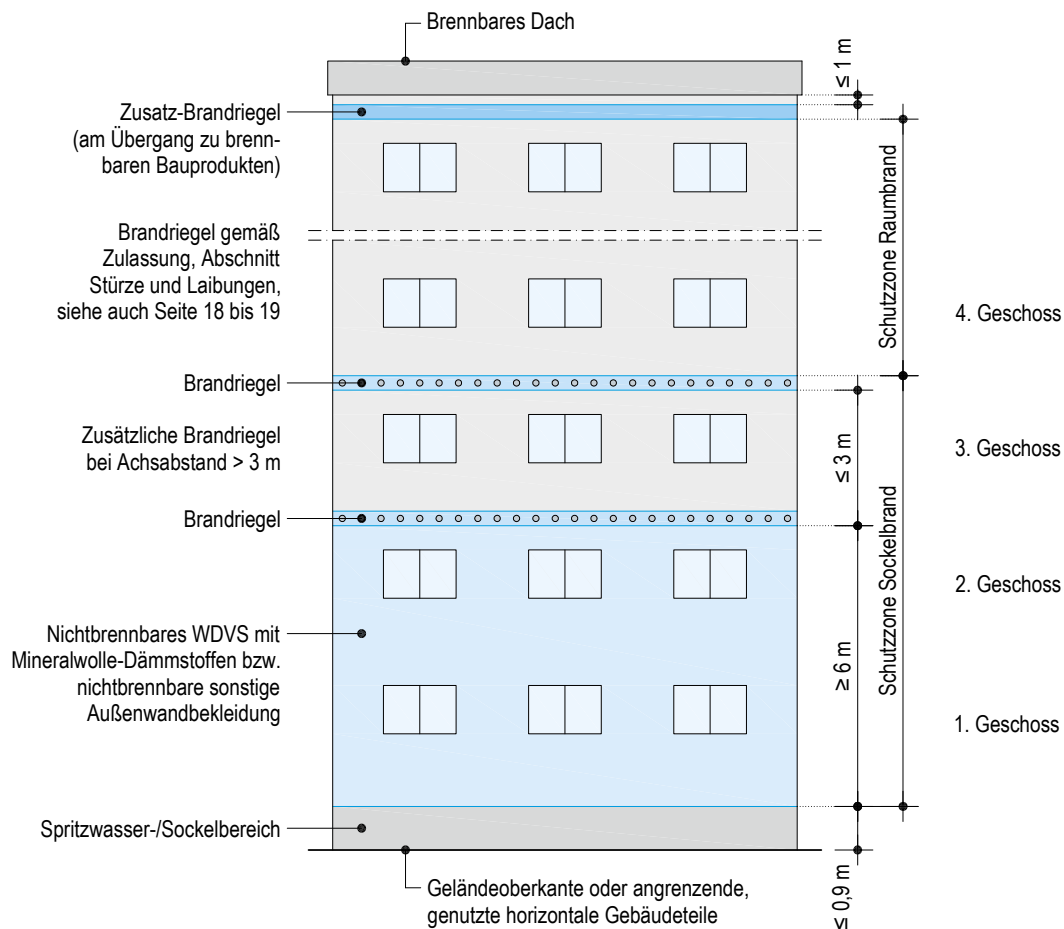 Brennbares Dach
≤ 1 m
Zusatz-Brandriegel
(am Übergang zu brenn-
baren Bauprodukten)
Schutzzone Raumbrand
Brandriegel gemäß
Zulassung, Abschnitt
Stürze und Laibungen,
siehe auch Seite 18 bis 19
4. Geschoss
Brandriegel
Zusätzliche Brandriegel
bei Achsabstand > 3 m
≤ 3 m
3. Geschoss
Brandriegel
Schutzzone Sockelbrand
2. Geschoss
Nichtbrennbares WDVS mit
Mineralwolle-Dämmstoffen bzw.
nichtbrennbare sonstige
Außenwandbekleidung
≥ 6 m
1. Geschoss
Spritzwasser-/Sockelbereich
Geländeoberkante oder angrenzende,
genutzte horizontale Gebäudeteile
≤ 0,9 m